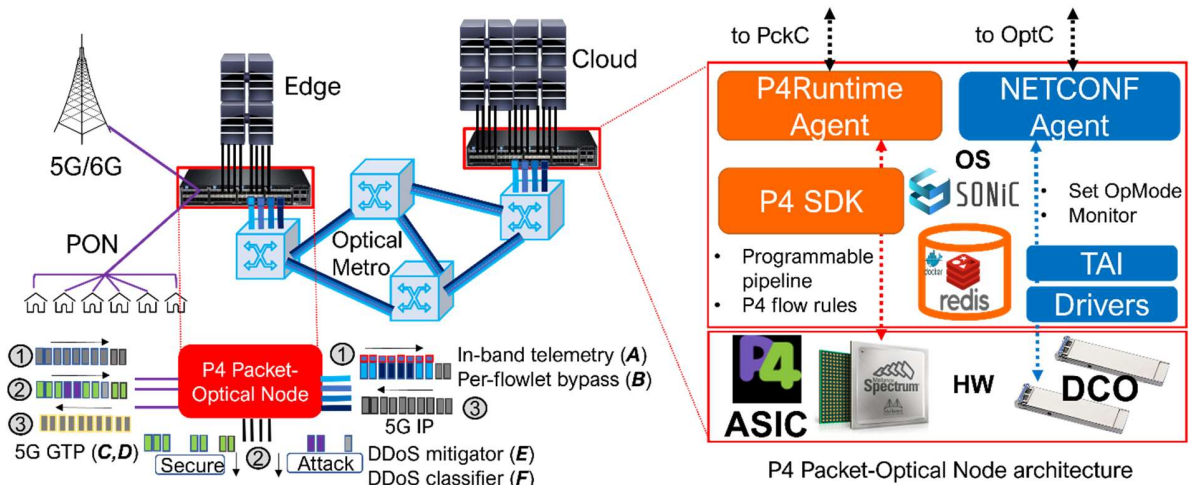 5G/6G
Edge
Cloud
PON
Optical
Metro
1
2
3
P4 Packet-
Optical Node
1
In-band telemetry (A)
Per-flowlet bypass (B)
3
5G IP
5G GTP (C,D)
Secure
2
Attack
DDoS mitigator (E)
DDoS classifier (F)
to PckC
to OptC
P4Runtime
Agent
NETCONF
Agent
OS
SONiC
P4 SDK
• Set OpMode
• Monitor
• Programmable
pipeline
• P4 flow rules
docker
redis
TAI
Drivers
P4
ASIC
Spectrum
HW
DCO
P4 Packet-Optical Node architecture